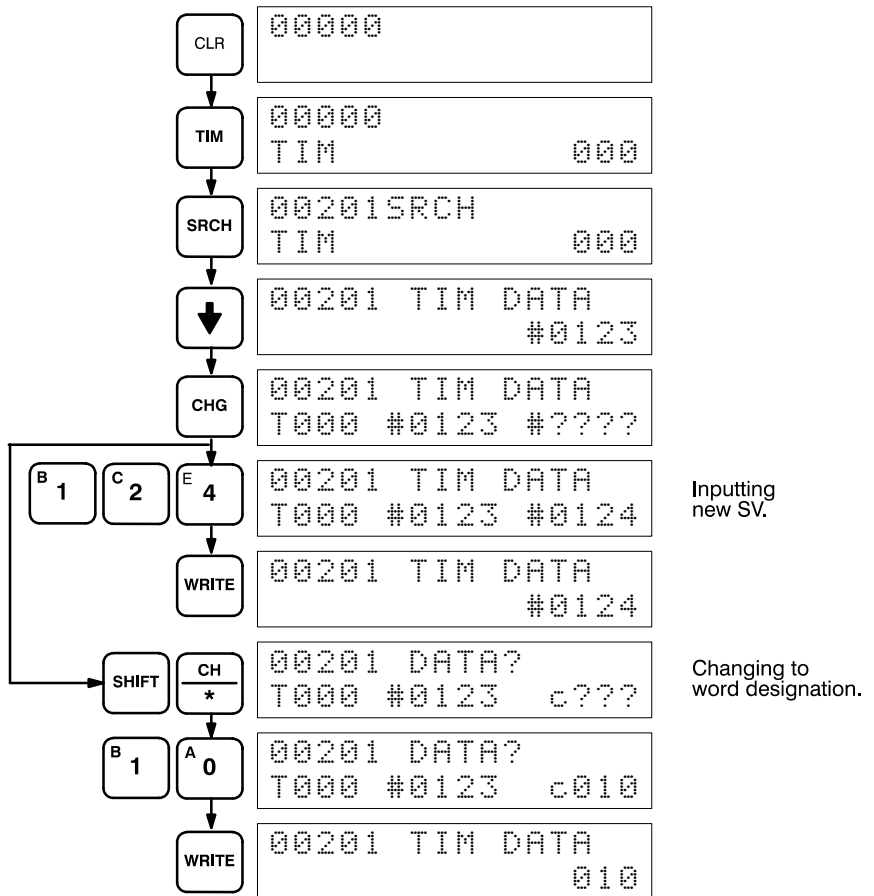 CLR
00000
TIM
00000
TIM 000
SRCH
00201SRCH
TIM 000
00201 TIM DATA
#0123
CHG
00201 TIM DATA
T000 #0123 #????
B 1
C 2
E 4
00201 TIM DATA
T000 #0123 #0124
Inputting
new SV.
WRITE
00201 TIM DATA
#0124
SHIFT
CH
*
00201 DATA?
T000 #0123 c???
Changing to
word designation.
B 1
A 0
00201 DATA?
T000 #0123 c010
WRITE
00201 TIM DATA
010